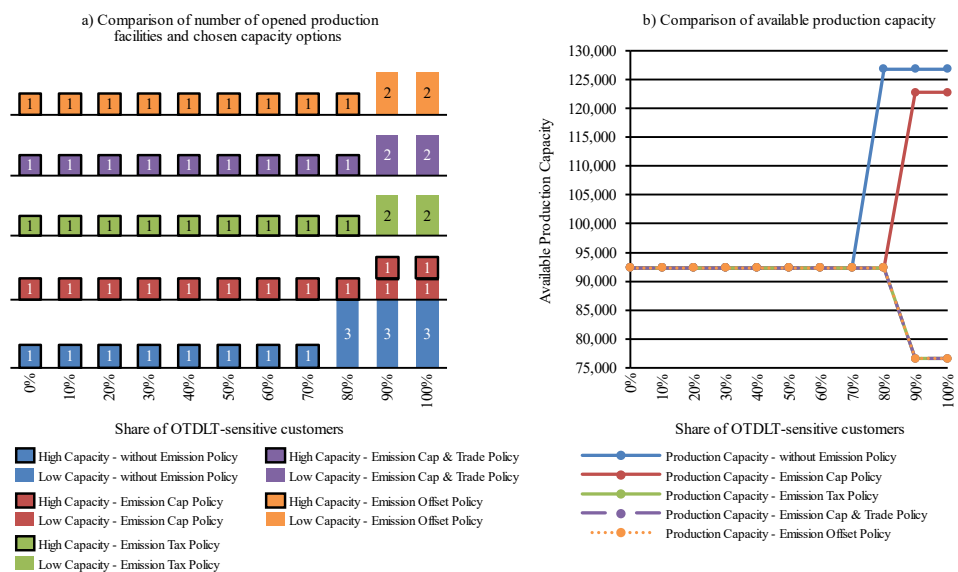 a) Comparison of number of opened production
facilities and chosen capacity options
1 1 1 1 1 1 1 1 1 2 2
1 1 1 1 1 1 1 1 1 2 2
1 1 1 1 1 1 1 1 1 2 2
1 1
1 1 1 1 1 1 1 1 1 1 1
1 1 1 1 1 1 1 1 3 3 3
0% 10% 20% 30% 40% 50% 60% 70% 80% 90% 100%
Share of OTDLT-sensitive customers
High Capacity - without Emission Policy
Low Capacity - without Emission Policy
High Capacity - Emission Cap Policy
Low Capacity - Emission Cap Policy
High Capacity - Emission Tax Policy
Low Capacity - Emission Tax Policy
High Capacity - Emission Cap & Trade Policy
Low Capacity - Emission Cap & Trade Policy
High Capacity - Emission Offset Policy
Low Capacity - Emission Offset Policy
b) Comparison of available production capacity
Available Production Capacity
130,000
125,000
120,000
115,000
110,000
105,000
100,000
95,000
90,000
85,000
80,000
75,000
0% 10% 20% 30% 40% 50% 60% 70% 80% 90% 100%
Share of OTDLT-sensitive customers
Production Capacity - without Emission Policy
Production Capacity - Emission Cap Policy
Production Capacity - Emission Tax Policy
Production Capacity - Emission Cap & Trade Policy
Production Capacity - Emission Offset Policy